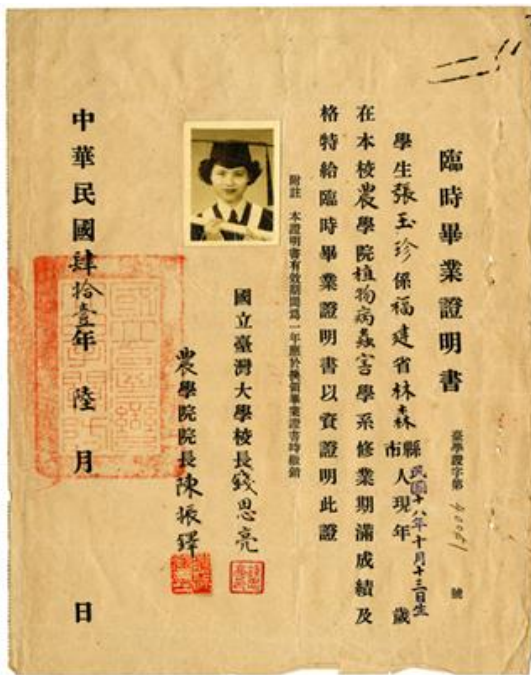 臨時畢業證明書
臺學證字第 號
學生張玉珍係福建省林森縣市人現年 歲
民國十八年十月十三日生
在本校農學院植物病蟲害學系修業期滿成績及
格特給臨時畢業證明書以資證明此證
附註 本證明書有效期間為一年應於換領畢業證書時繳銷
國立臺灣大學校長錢思亮
農學院院長陳振鐸
中華民國肆拾壹年陸月 日